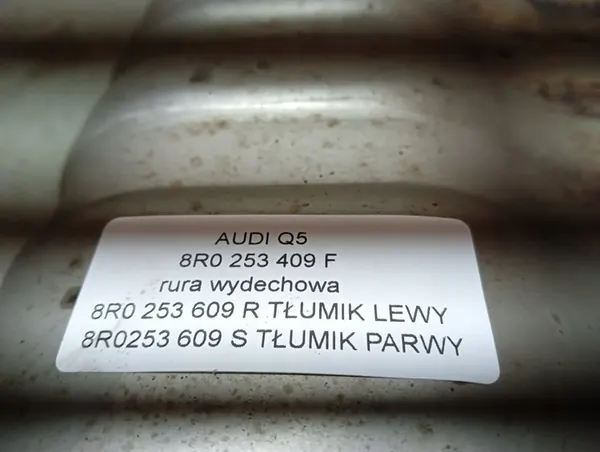 AUDI Q5
8R0 253 409 F
rura wydechowa
8R0 253 609 R TŁUMIK LEWY
8R0253 609 S TŁUMIK PARWY